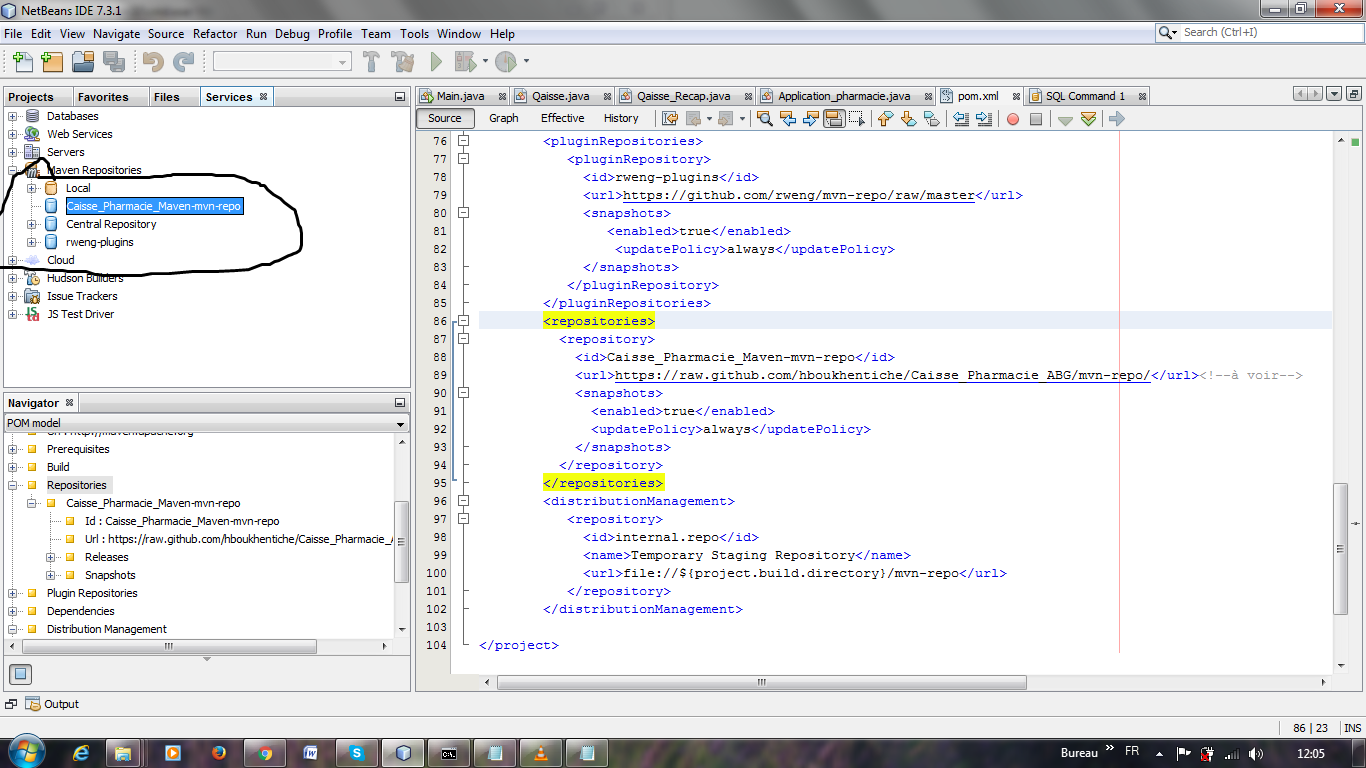 NetBeans IDE 7.3.1
File Edit View Navigate Source Refactor Run Debug Profile Team Tools Window Help
Search (Ctrl+I)
Projects Favorites Files Services
Databases
Web Services
Servers
Maven Repositories
Local
Caisse_Pharmacie_Maven-mvn-repo
Central Repository
rweng-plugins
Cloud
Hudson Builders
Issue Trackers
JS Test Driver
Navigator
POM model
Prerequisites
Build
Repositories
Caisse_Pharmacie_Maven-mvn-repo
Id : Caisse_Pharmacie_Maven-mvn-repo
Url : https://raw.github.com/hboukhentiche/Caisse_Pharmacie_A
Releases
Snapshots
Plugin Repositories
Dependencies
Distribution Management
Main.java Qaisse.java Qaisse_Recap.java Application_pharmacie.java pom.xml SQL Command 1
Source Graph Effective History
76 <pluginRepositories>
77 <pluginRepository>
78 <id>rweng-plugins</id>
79 <url>https://github.com/rweng/mvn-repo/raw/master</url>
80 <snapshots>
81 <enabled>true</enabled>
82 <updatePolicy>always</updatePolicy>
83 </snapshots>
84 </pluginRepository>
85 </pluginRepositories>
86 <repositories>
87 <repository>
88 <id>Caisse_Pharmacie_Maven-mvn-repo</id>
89 <url>https://raw.github.com/hboukhentiche/Caisse_Pharmacie_ABG/mvn-repo/</url><!--à voir-->
90 <snapshots>
91 <enabled>true</enabled>
92 <updatePolicy>always</updatePolicy>
93 </snapshots>
94 </repository>
95 </repositories>
96 <distributionManagement>
97 <repository>
98 <id>internal.repo</id>
99 <name>Temporary Staging Repository</name>
100 <url>file://${project.build.directory}/mvn-repo</url>
101 </repository>
102 </distributionManagement>
103
104 </project>
Output
86 | 23 INS
Bureau » FR 12:05